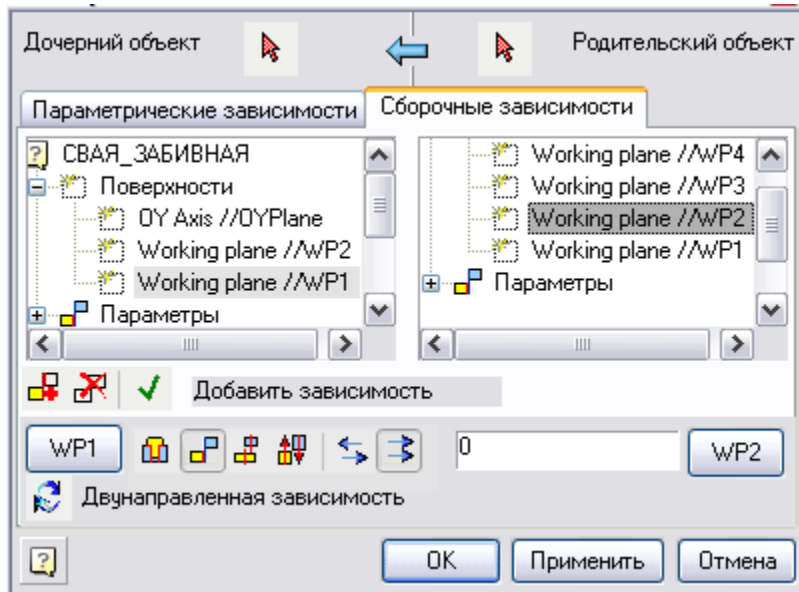 Дочерний объект
Родительский объект
Параметрические зависимости
Сборочные зависимости
СВАЯ_ЗАБИВНАЯ
Поверхности
OY Axis //OYPlane
Working plane //WP2
Working plane //WP1
Параметры
Working plane //WP4
Working plane //WP3
Working plane //WP2
Working plane //WP1
Параметры
Добавить зависимость
WP1
0
WP2
Двунаправленная зависимость
OK
Применить
Отмена